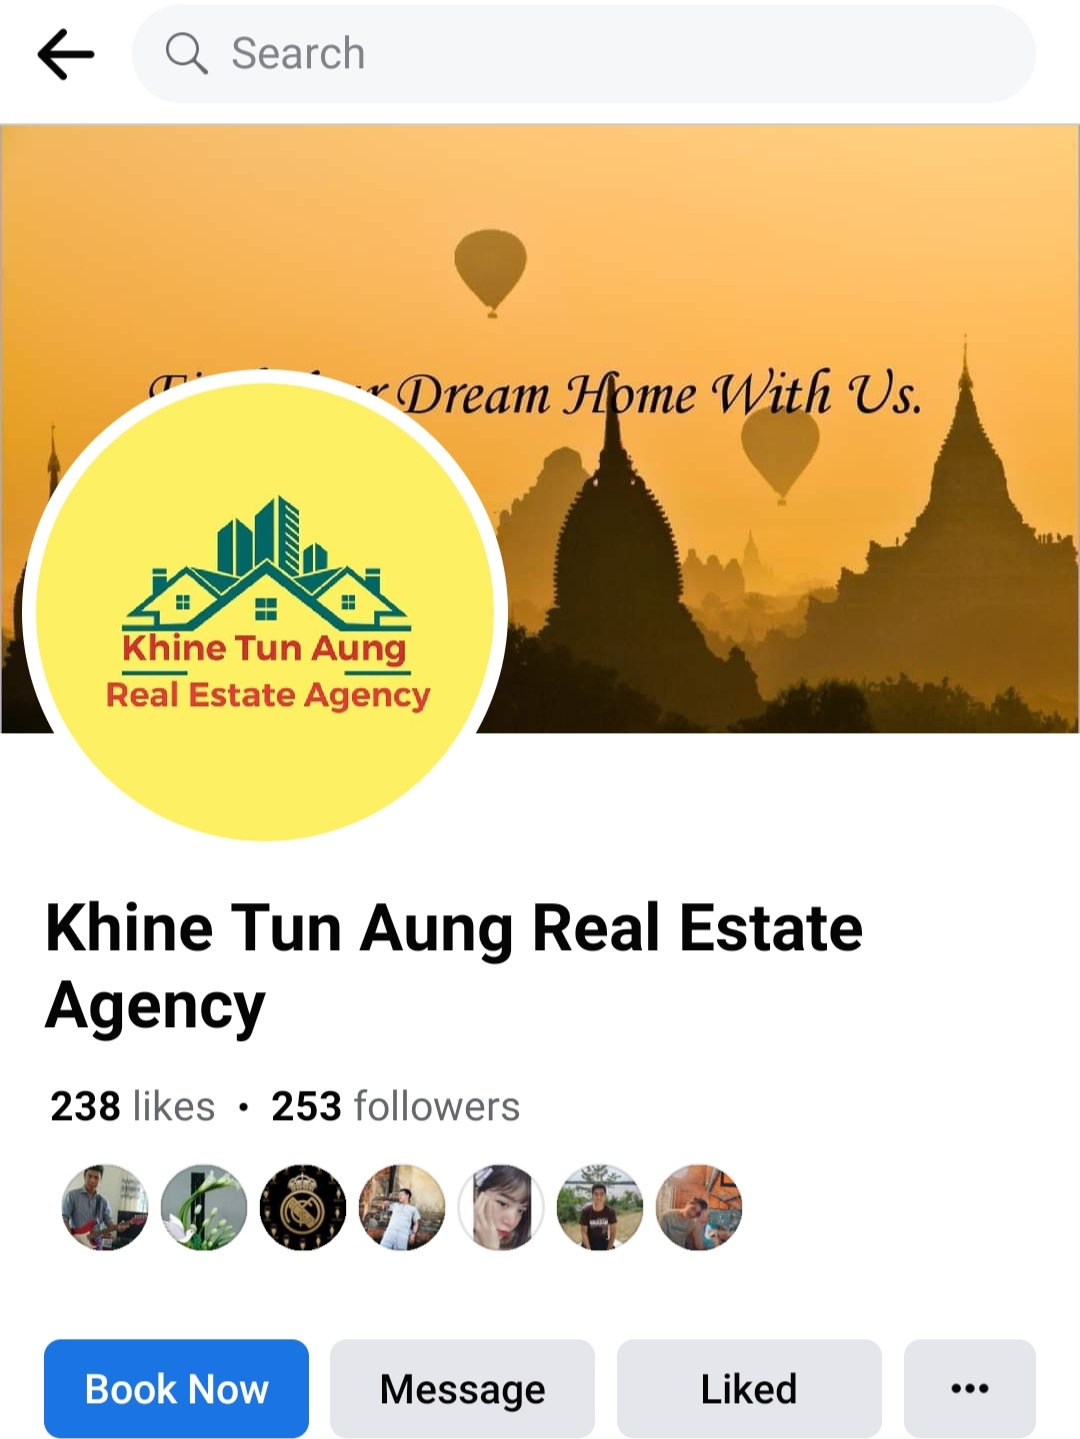 Search
Dream Home With Us.
Khine Tun Aung
Real Estate Agency
Khine Tun Aung Real Estate
Agency
238 likes • 253 followers
Book Now
Message
Liked